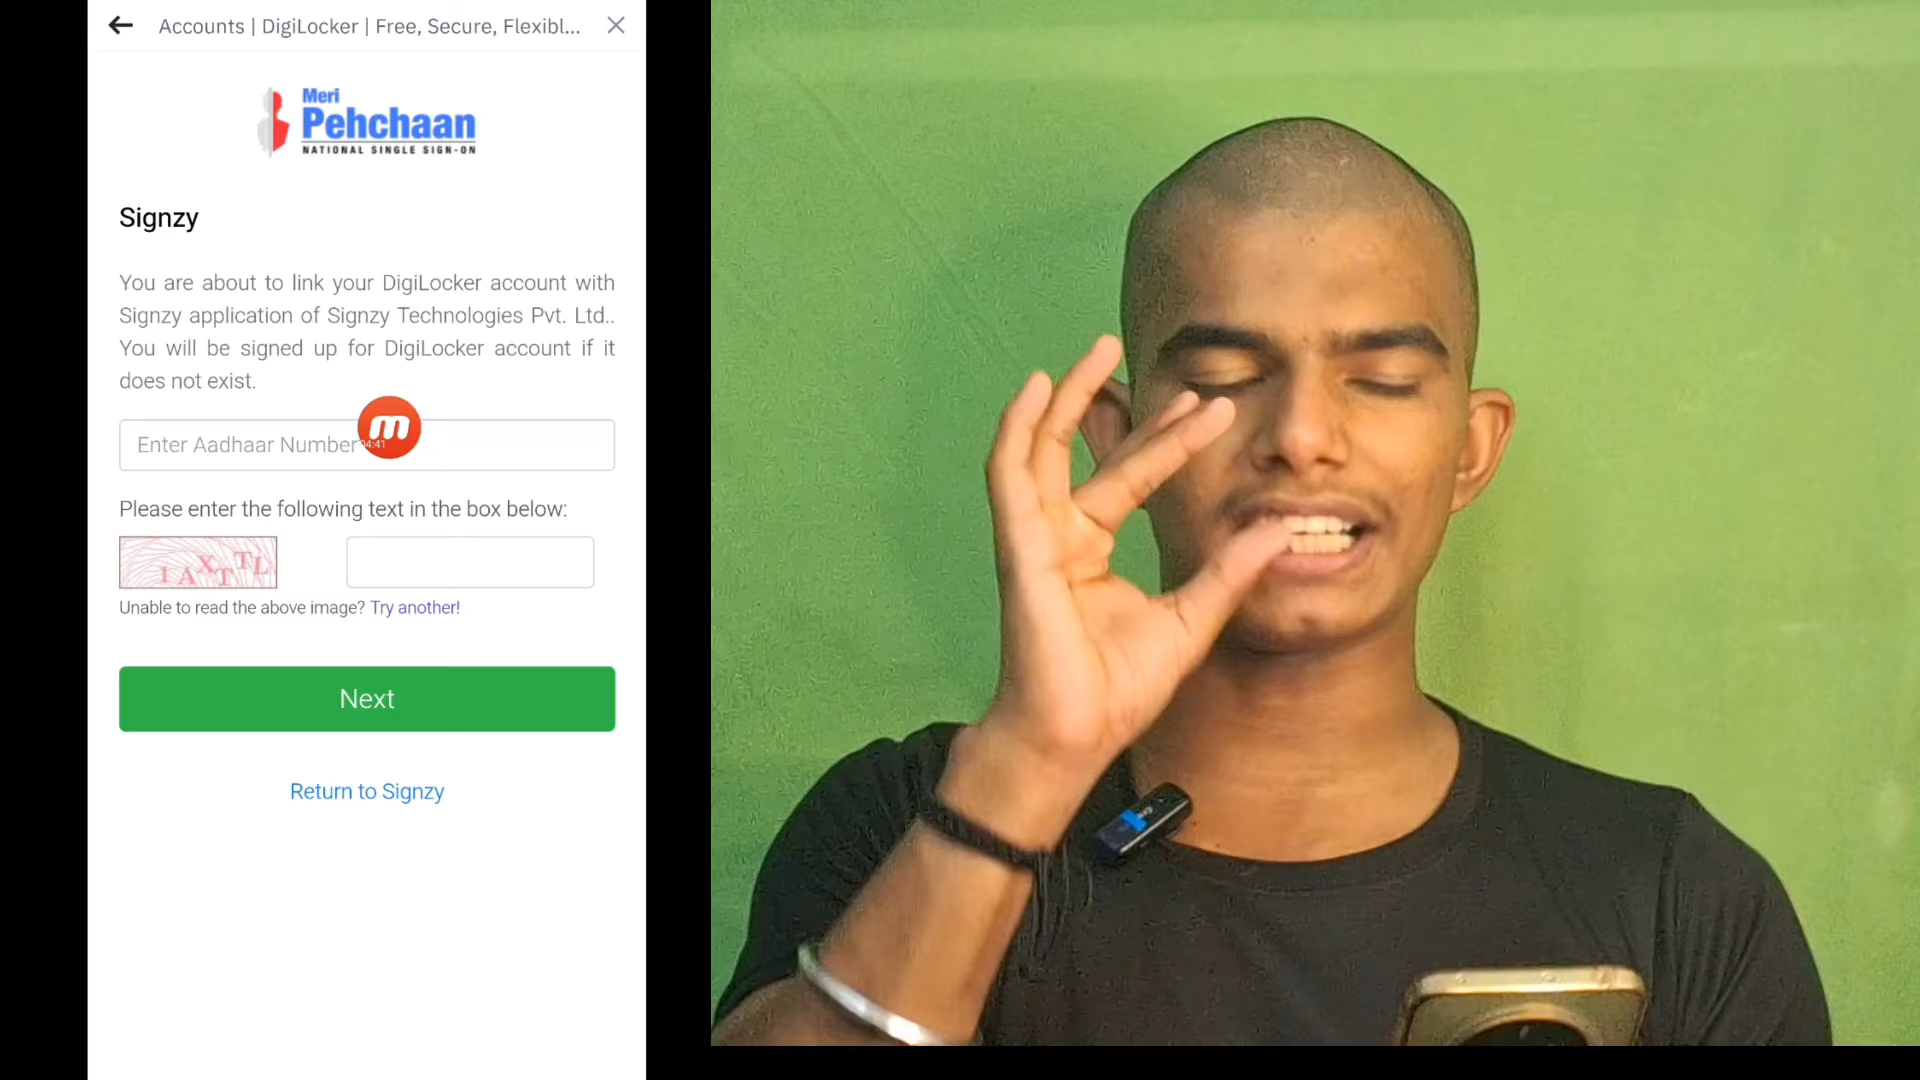 Accounts | DigiLocker | Free, Secure, Flexibl...
Meri
Pehchaan
NATIONAL SINGLE SIGN-ON
Signzy
You are about to link your DigiLocker account with
Signzy application of Signzy Technologies Pvt. Ltd..
You will be signed up for DigiLocker account if it
does not exist.
Enter Aadhaar Number
m
04:41
Please enter the following text in the box below:
Unable to read the above image? Try another!
Next
Return to Signzy